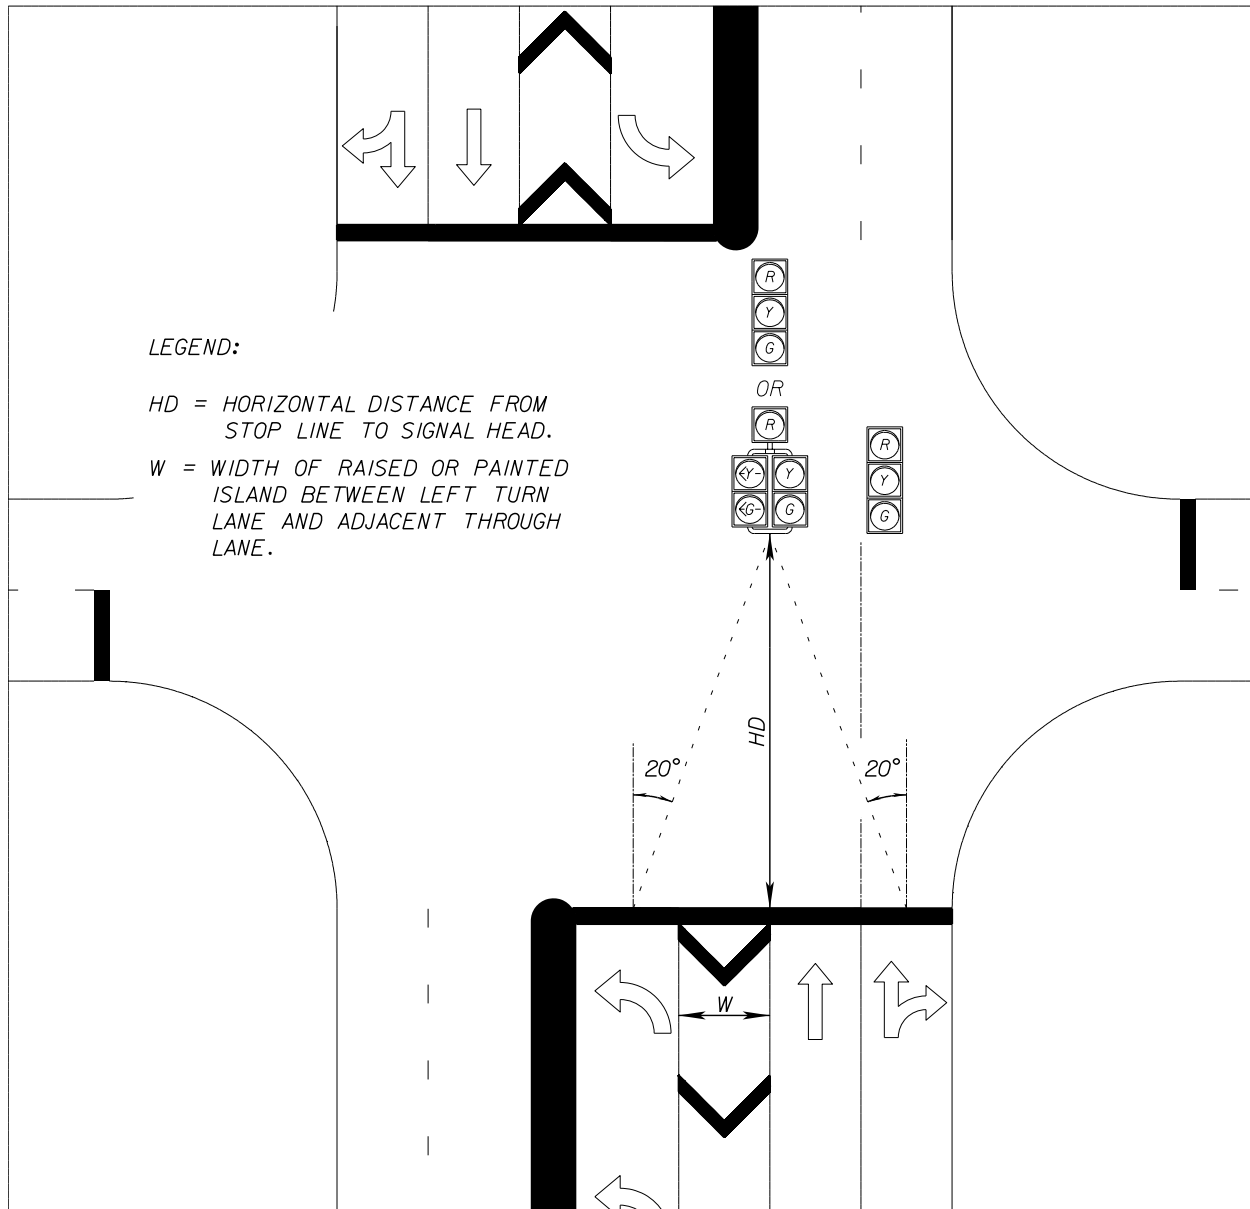 R
Y
G
OR
R
<Y-
Y
<G-
G
R
Y
G
LEGEND:
HD = HORIZONTAL DISTANCE FROM
STOP LINE TO SIGNAL HEAD.
W = WIDTH OF RAISED OR PAINTED
ISLAND BETWEEN LEFT TURN
LANE AND ADJACENT THROUGH
LANE.
HD
20°
20°
W